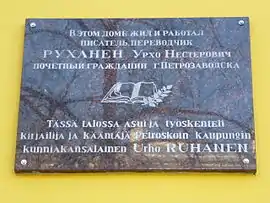 В ЭТОМ ДОМЕ ЖИЛ И РАБОТАЛ
ПИСАТЕЛЬ ПЕРЕВОДЧИК
РУХАНЕН УРХО НЕСТЕРОВИЧ
ПОЧЕТНЫЙ ГРАЖДАНИН Г.ПЕТРОЗАВОДСКА
TÄSSÄ TALOSSA ASUI JA TYÖSKENTELI
KIRJAILIJA JA KÄÄNTÄJÄ PETROSKOIN KAUPUNGIN
KUNNIAKANSALAINEN URHO RUHANEN